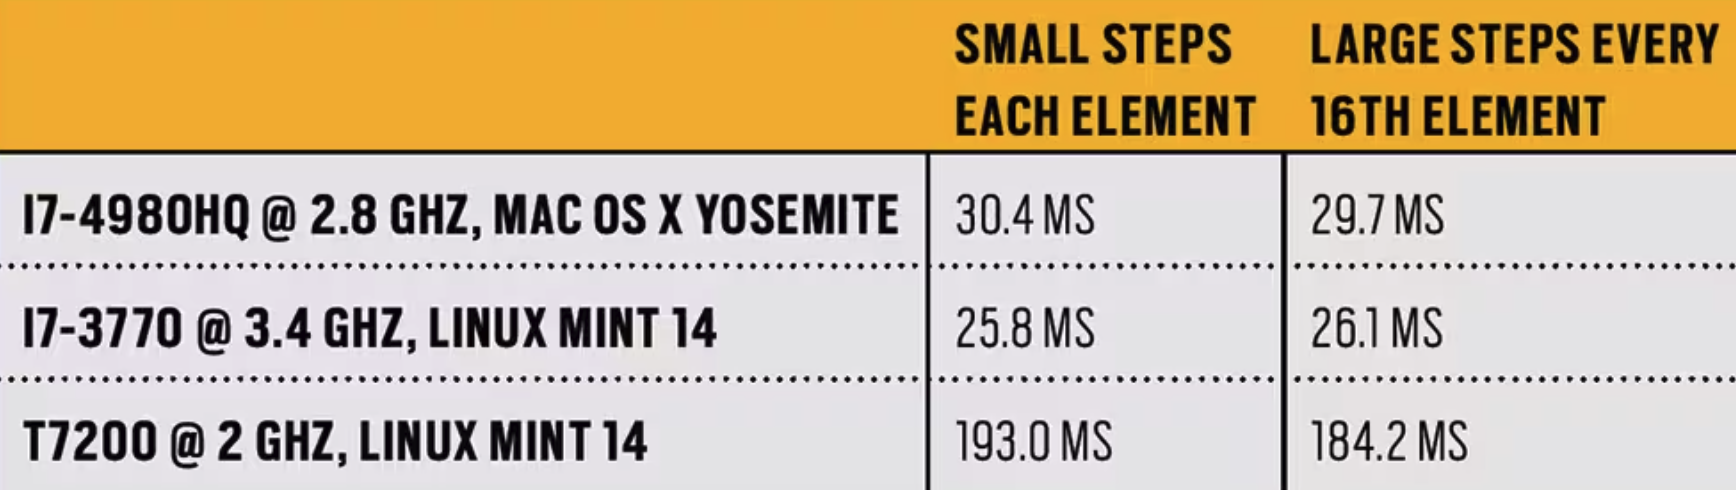 SMALL STEPS
EACH ELEMENT
LARGE STEPS EVERY
16TH ELEMENT
I7-4980HQ @ 2.8 GHZ, MAC OS X YOSEMITE
30.4 MS
29.7 MS
I7-3770 @ 3.4 GHZ, LINUX MINT 14
25.8 MS
26.1 MS
T7200 @ 2 GHZ, LINUX MINT 14
193.0 MS
184.2 MS